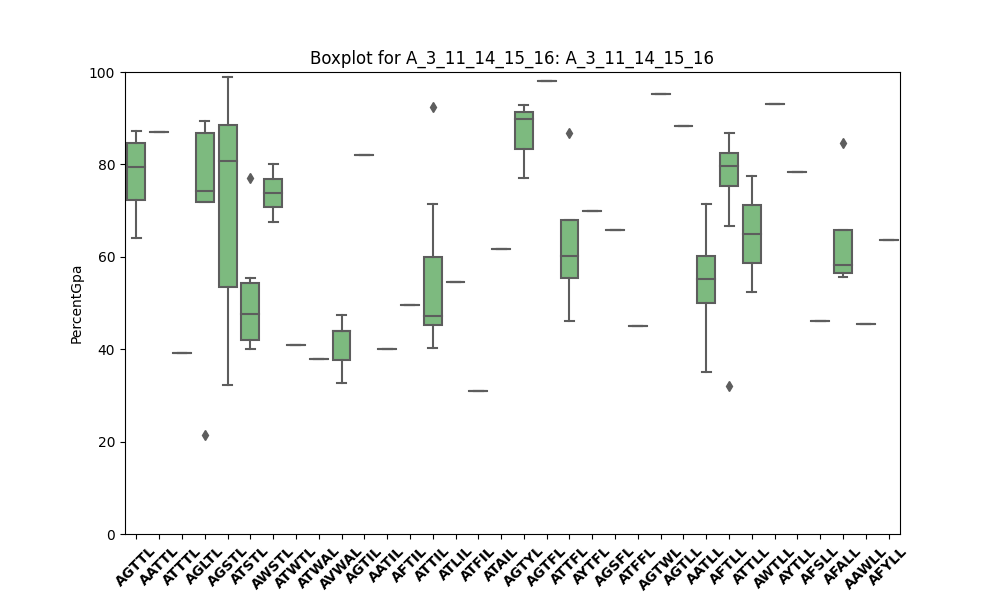 Boxplot for A_3_11_14_15_16: A_3_11_14_15_16
PercentGpa
100
80
60
40
20
0
AGTTL
AATTL
ATTTL
AGLTL
AGSTL
ATSTL
AWSTL
ATWTL
ATWAL
AVWAL
AGTIL
AATIL
AFTIL
ATTIL
ATLIL
ATFIL
ATAIL
AGTYL
AGTFL
ATTFL
AYTFL
AGSFL
ATFFL
AGTWL
AGTLL
AATLL
AFTLL
ATTLL
AWTLL
AYTLL
AFSLL
AFALL
AAWLL
AFYLL